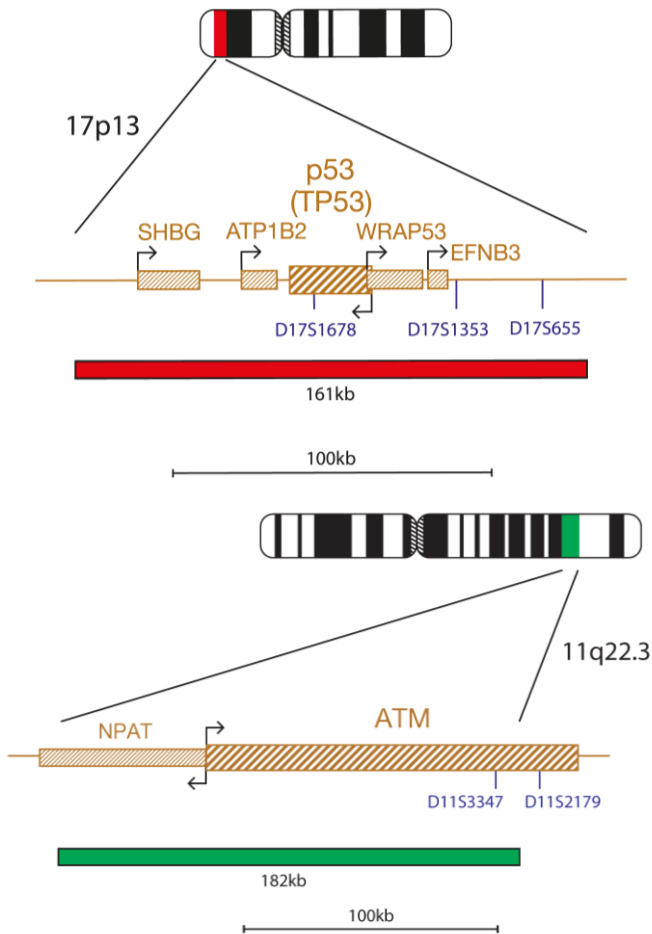 17p13
p53
(TP53)
SHBG
ATP1B2
WRAP53
EFNB3
D17S1678
D17S1353
D17S655
161kb
100kb
11q22.3
NPAT
ATM
D11S3347
D11S2179
182kb
100kb